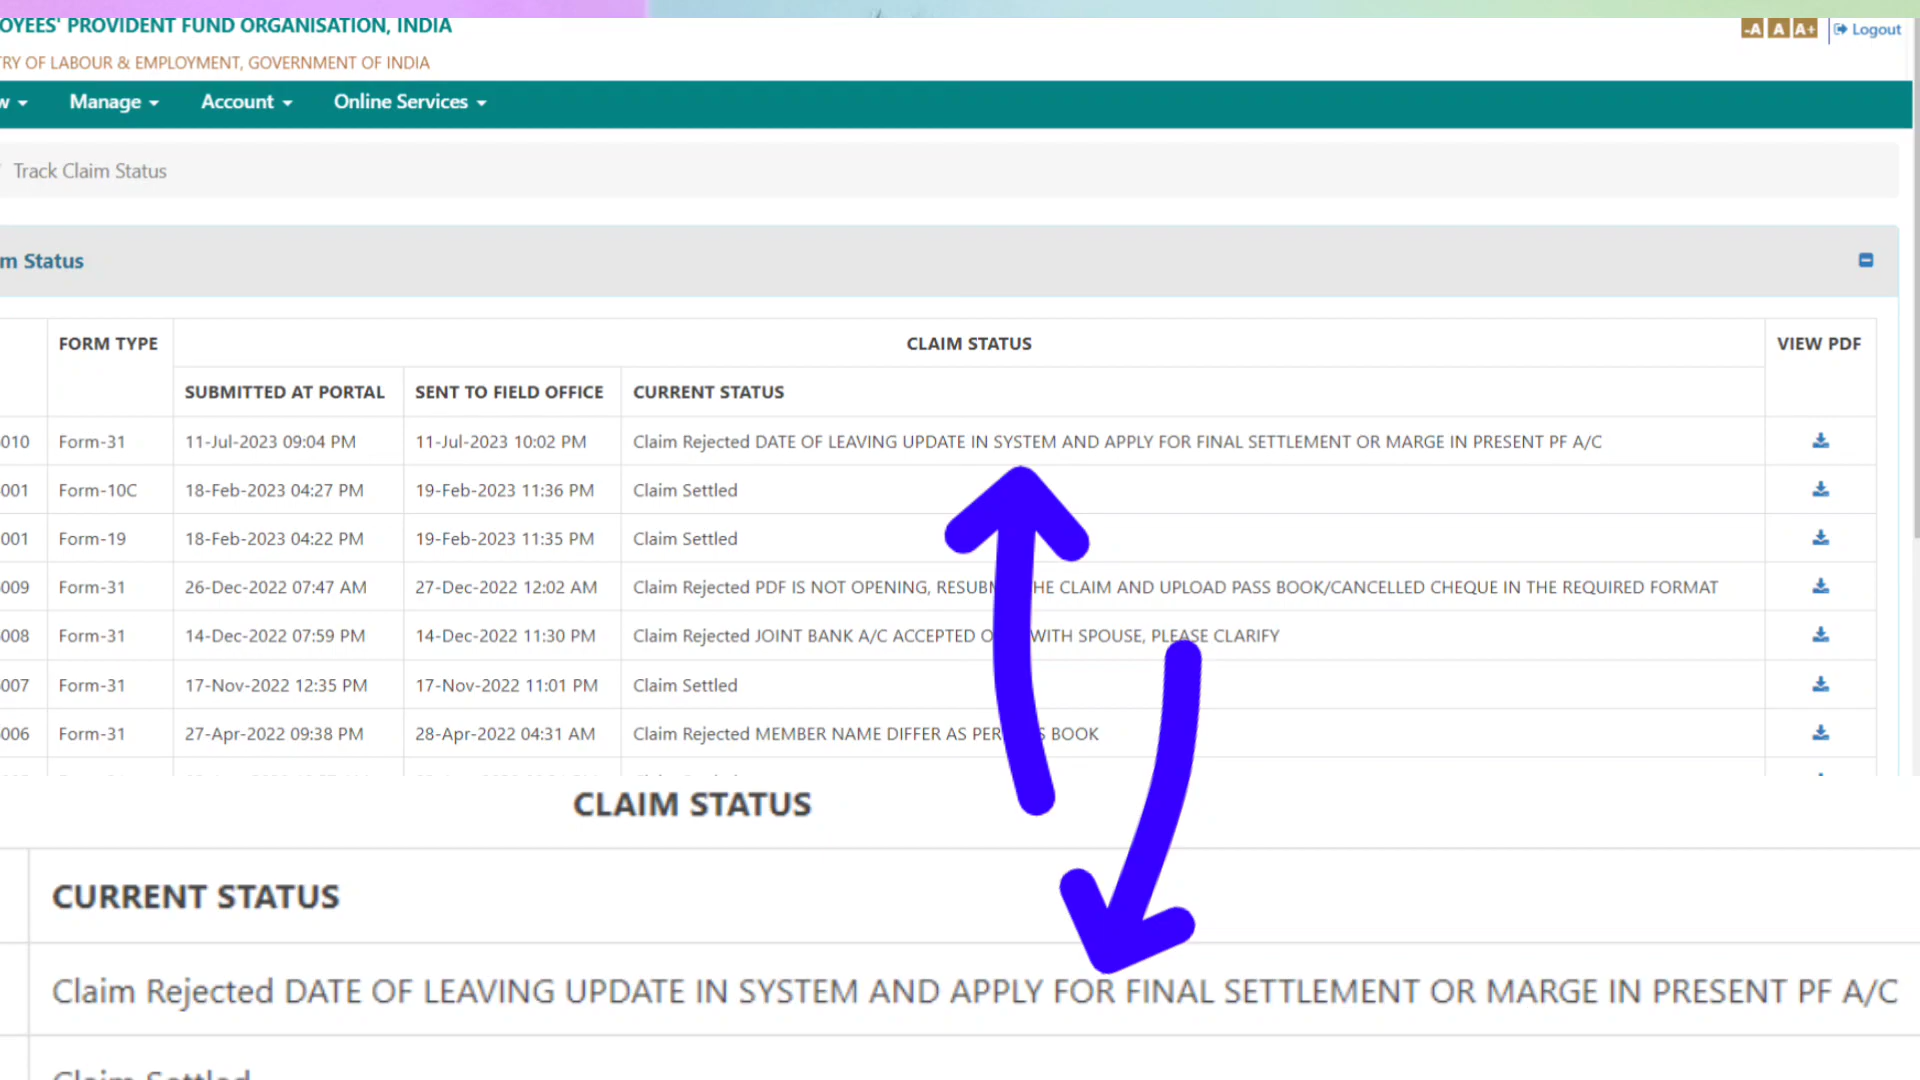 OYEES' PROVIDENT FUND ORGANISATION, INDIA
-A A A+ Logout
RY OF LABOUR & EMPLOYMENT, GOVERNMENT OF INDIA
w Manage Account Online Services
Track Claim Status
m Status
FORM TYPE CLAIM STATUS VIEW PDF
SUBMITTED AT PORTAL SENT TO FIELD OFFICE CURRENT STATUS
010 Form-31 11-Jul-2023 09:04 PM 11-Jul-2023 10:02 PM Claim Rejected DATE OF LEAVING UPDATE IN SYSTEM AND APPLY FOR FINAL SETTLEMENT OR MARGE IN PRESENT PF A/C
001 Form-10C 18-Feb-2023 04:27 PM 19-Feb-2023 11:36 PM Claim Settled
001 Form-19 18-Feb-2023 04:22 PM 19-Feb-2023 11:35 PM Claim Settled
009 Form-31 26-Dec-2022 07:47 AM 27-Dec-2022 12:02 AM Claim Rejected PDF IS NOT OPENING, RESUBM HE CLAIM AND UPLOAD PASS BOOK/CANCELLED CHEQUE IN THE REQUIRED FORMAT
008 Form-31 14-Dec-2022 07:59 PM 14-Dec-2022 11:30 PM Claim Rejected JOINT BANK A/C ACCEPTED O WITH SPOUSE, PLEASE CLARIFY
007 Form-31 17-Nov-2022 12:35 PM 17-Nov-2022 11:01 PM Claim Settled
006 Form-31 27-Apr-2022 09:38 PM 28-Apr-2022 04:31 AM Claim Rejected MEMBER NAME DIFFER AS PER S BOOK
CLAIM STATUS
CURRENT STATUS
Claim Rejected DATE OF LEAVING UPDATE IN SYSTEM AND APPLY FOR FINAL SETTLEMENT OR MARGE IN PRESENT PF A/C
Claim Settled